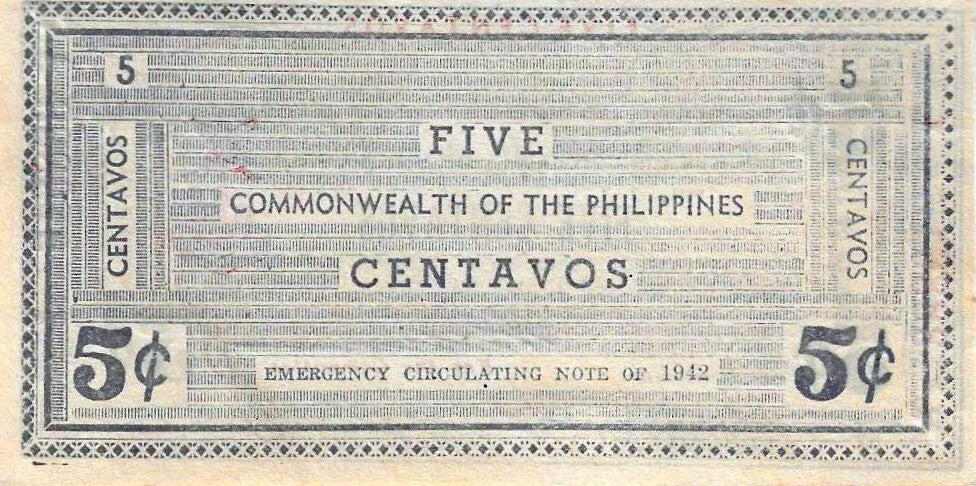 5 5
FIVE
CENTAVOS
COMMONWEALTH OF THE PHILIPPINES
CENTAVOS
CENTAVOS
5¢ 5¢
EMERGENCY CIRCULATING NOTE OF 1942